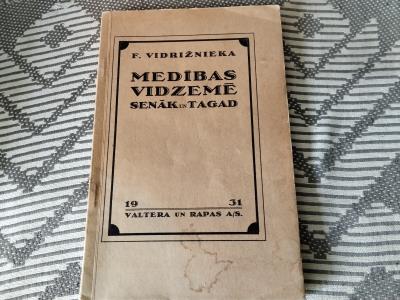 F. VIDRIŽNIEKA
MEDĪBAS
VIDZEMĒ
SENĀK UN TAGAD
19 31
VALTERA UN RAPAS A/S.